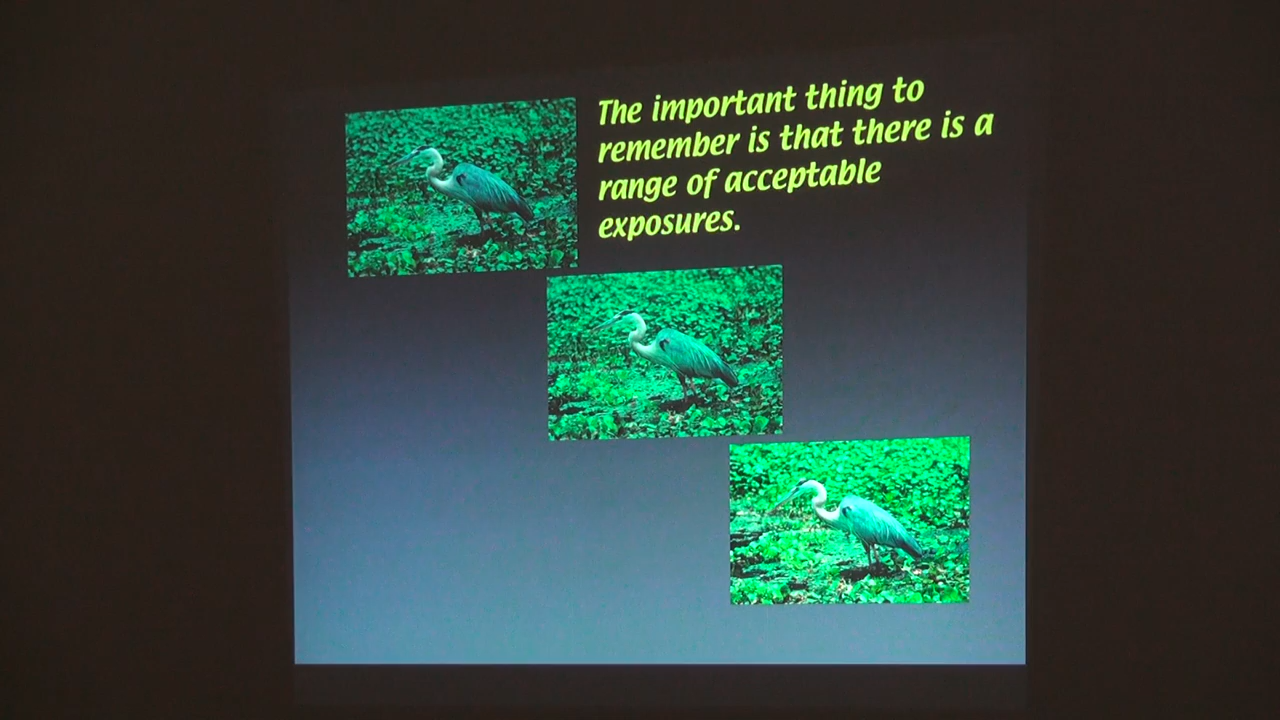 The important thing to
remember is that there is a
range of acceptable
exposures.